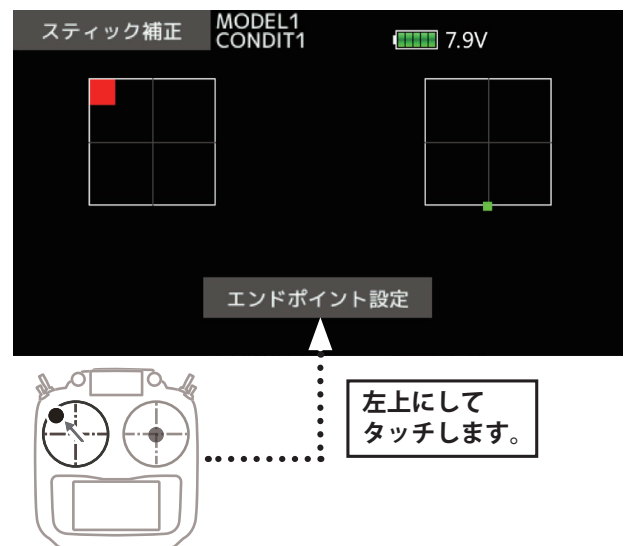 スティック補正
MODEL1
CONDIT1
7.9V
エンドポイント設定
左上にして
タッチします。